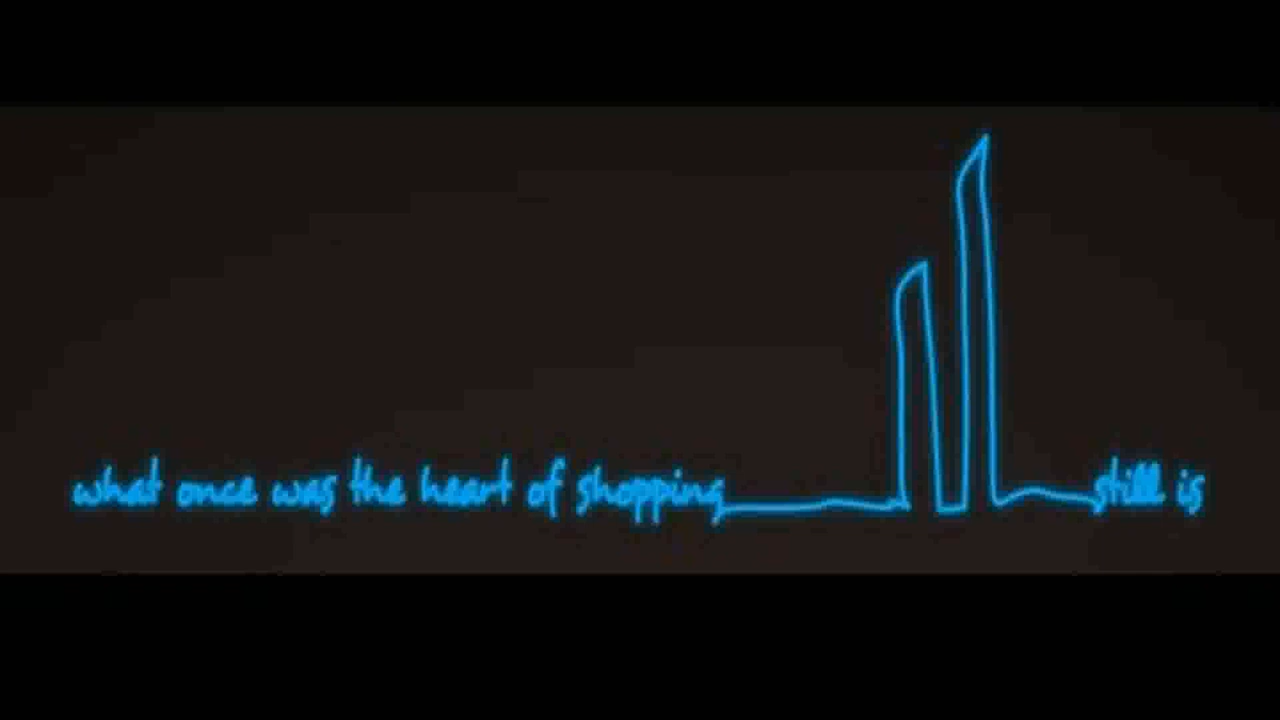 what once was the heart of shopping still is